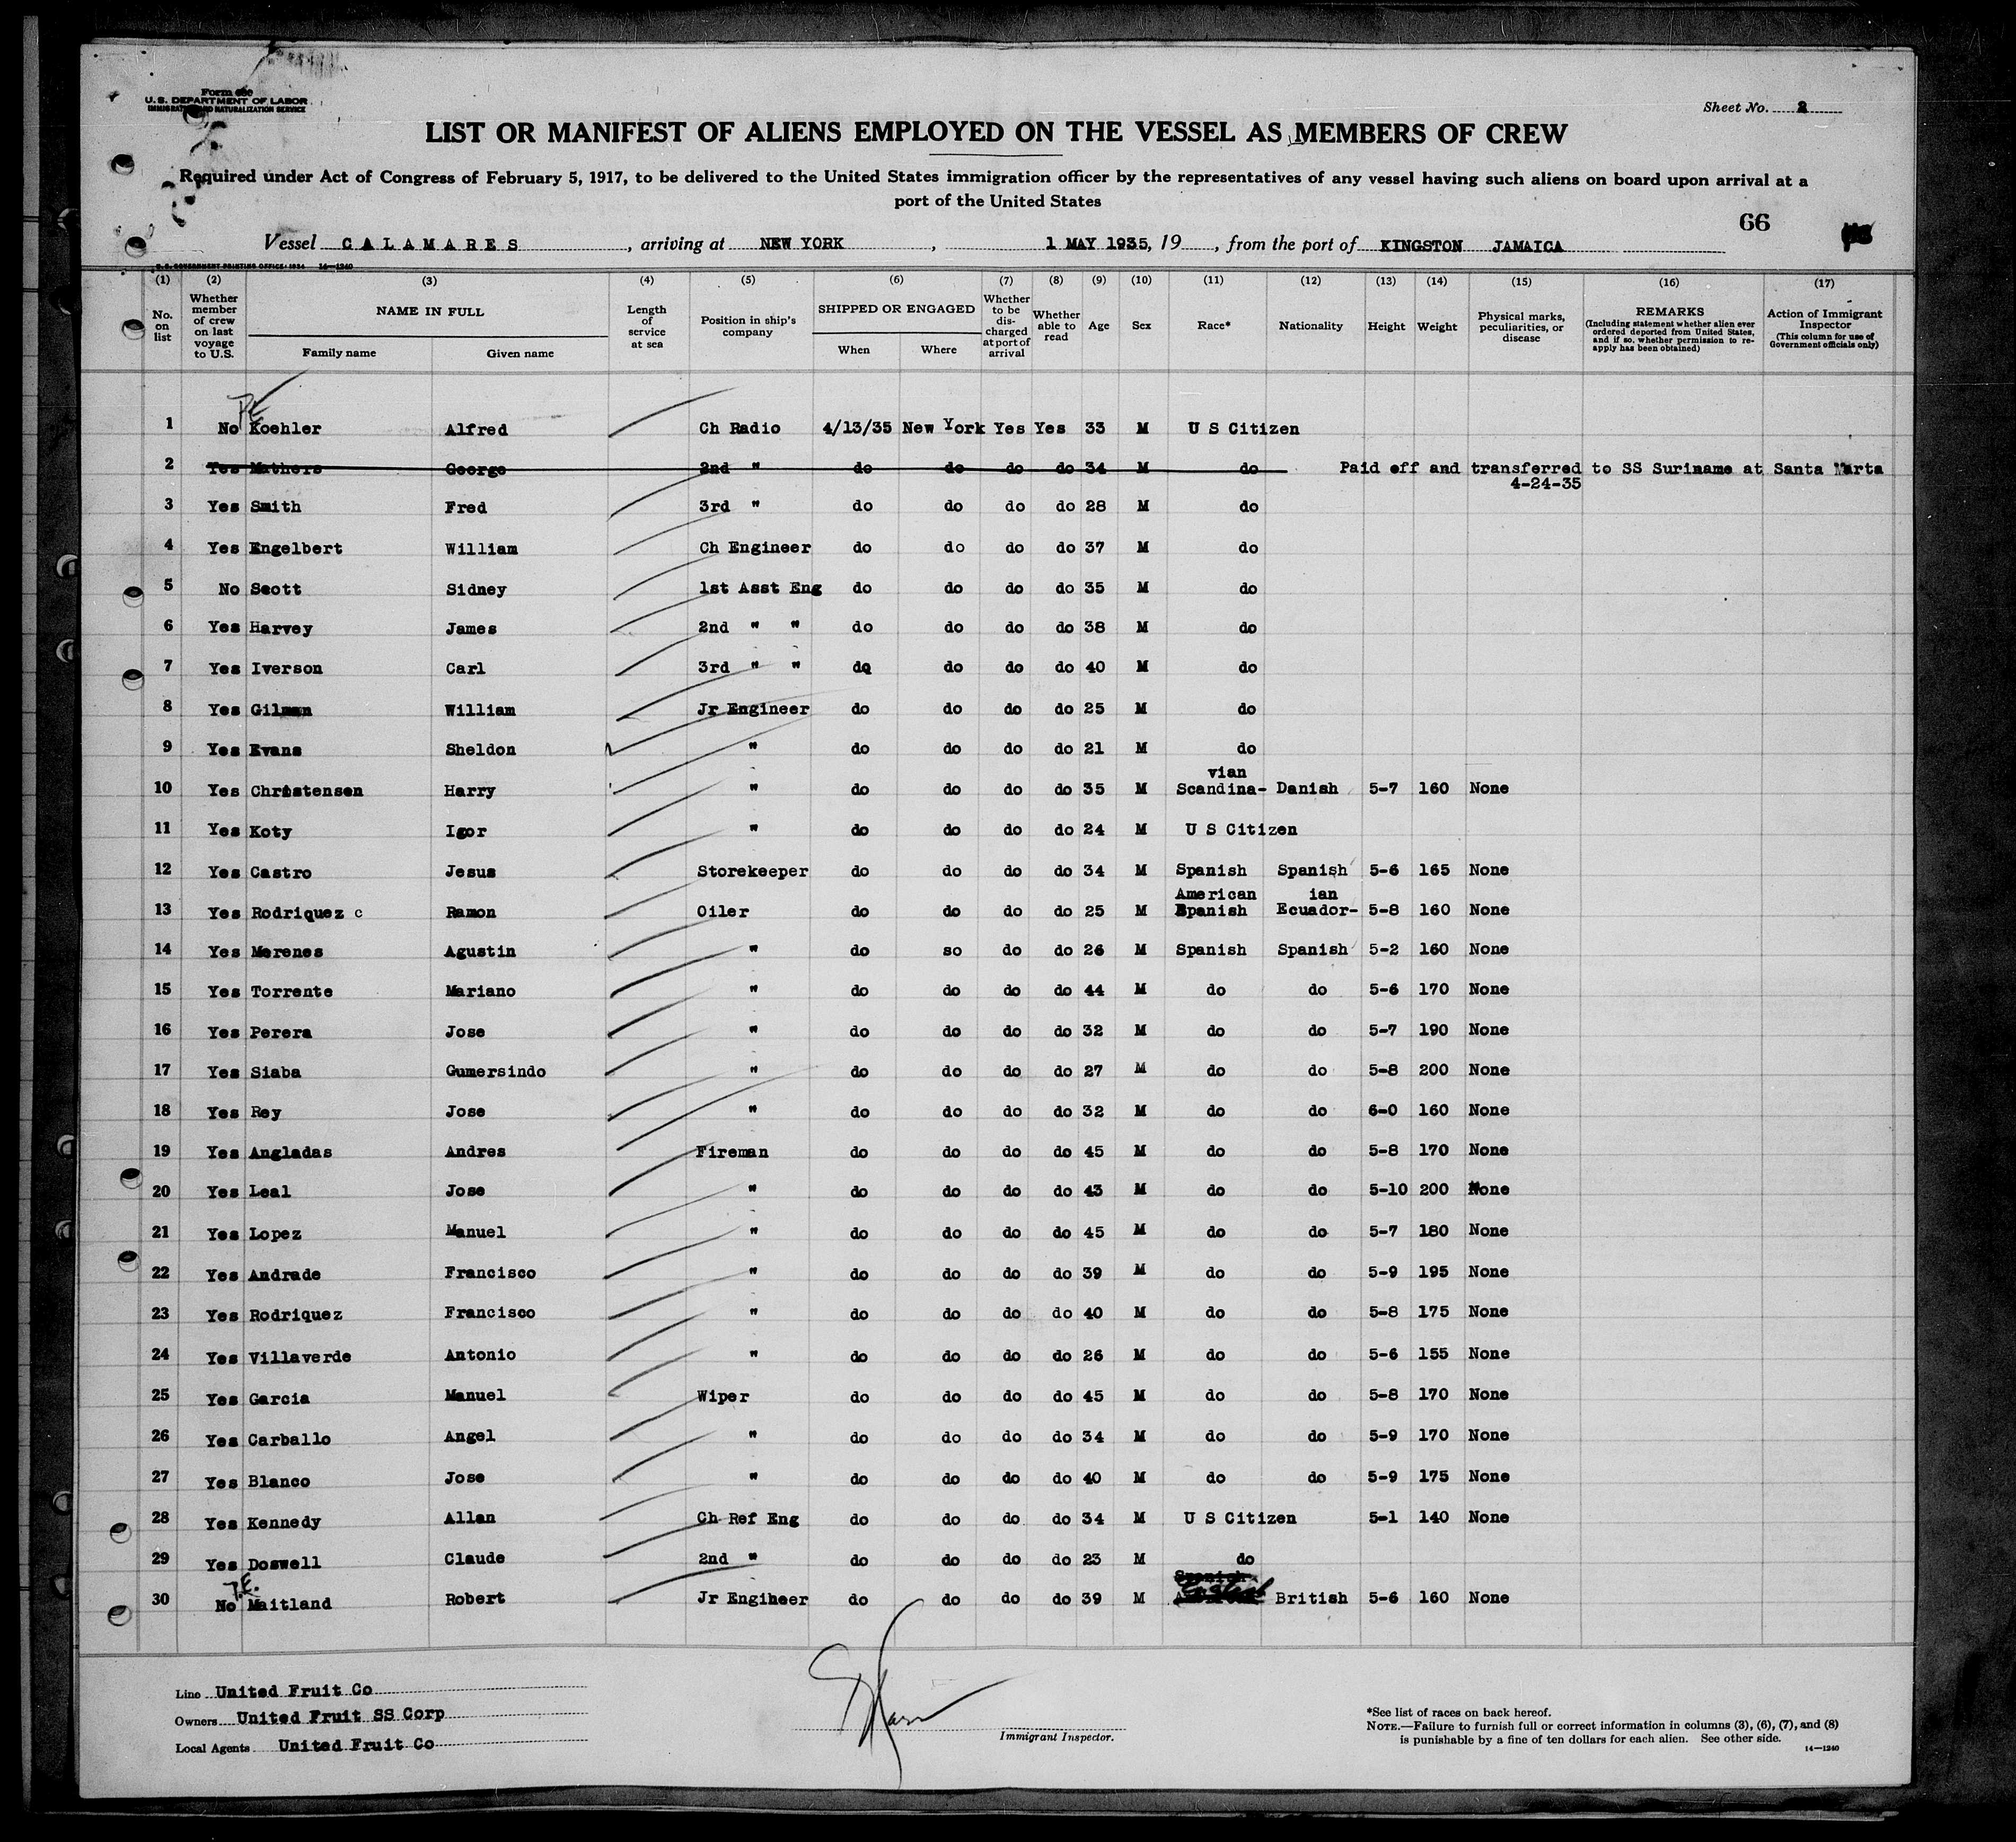 Form 680
U. S. DEPARTMENT OF LABOR
IMMIGRATION AND NATURALIZATION SERVICE
Sheet No. 2
LIST OR MANIFEST OF ALIENS EMPLOYED ON THE VESSEL AS MEMBERS OF CREW
Required under Act of Congress of February 5, 1917, to be delivered to the United States immigration officer by the representatives of any vessel having such aliens on board upon arrival at a
port of the United States
66
Vessel CALAMARES, arriving at NEW YORK, 1 MAY 1935, 19, from the port of KINGSTON JAMAICA
U.S. GOVERNMENT PRINTING OFFICE: 1934 14—1240
(1) (2) (3) (4) (5) (6) (7) (8) (9) (10) (11) (12) (13) (14) (15) (16) (17)
No. on list
Whether member of crew on last voyage to U.S.
NAME IN FULL
Family name Given name
Length of service at sea
Position in ship's company
SHIPPED OR ENGAGED
When Where
Whether to be discharged at port of arrival
Whether able to read
Age
Sex
Race*
Nationality
Height
Weight
Physical marks, peculiarities, or disease
REMARKS
(Including statement whether alien ever ordered deported from United States, and if so, whether permission to re-apply has been obtained)
Action of Immigrant Inspector
(This column for use of Government officials only)
P.E.
1 No Koehler Alfred Ch Radio 4/13/35 New York Yes Yes 33 M U S Citizen
2 Yes Mathers George 2nd " do do do do 34 M do Paid off and transferred to SS Suriname at Santa Marta
4-24-35
3 Yes Smith Fred 3rd " do do do do 28 M do
4 Yes Engelbert William Ch Engineer do do do do 37 M do
5 No Scott Sidney 1st Asst Eng do do do do 35 M do
6 Yes Harvey James 2nd " " do do do do 38 M do
7 Yes Iverson Carl 3rd " " do do do do 40 M do
8 Yes Gilman William Jr Engineer do do do do 25 M do
9 Yes Evans Sheldon " do do do do 21 M do
vian
10 Yes Christensen Harry " do do do do 35 M Scandina- Danish 5-7 160 None
11 Yes Koty Igor " do do do do 24 M U S Citizen
12 Yes Castro Jesus Storekeeper do do do do 34 M Spanish Spanish 5-6 165 None
American ian
13 Yes Rodriquez c Ramon Oiler do do do do 25 M Spanish Ecuador- 5-8 160 None
14 Yes Merenes Agustin " do so do do 26 M Spanish Spanish 5-2 160 None
15 Yes Torrente Mariano " do do do do 44 M do do 5-6 170 None
16 Yes Perera Jose " do do do do 32 M do do 5-7 190 None
17 Yes Siaba Gumersindo " do do do do 27 M do do 5-8 200 None
18 Yes Rey Jose " do do do do 32 M do do 6-0 160 None
19 Yes Angladas Andres Fireman do do do do 45 M do do 5-8 170 None
20 Yes Leal Jose " do do do do 43 M do do 5-10 200 None
21 Yes Lopez Manuel " do do do do 45 M do do 5-7 180 None
22 Yes Andrade Francisco " do do do do 39 M do do 5-9 195 None
23 Yes Rodriquez Francisco " do do do do 40 M do do 5-8 175 None
24 Yes Villaverde Antonio " do do do do 26 M do do 5-6 155 None
25 Yes Garcia Manuel Wiper do do do do 45 M do do 5-8 170 None
26 Yes Carballo Angel " do do do do 34 M do do 5-9 170 None
27 Yes Blanco Jose " do do do do 40 M do do 5-9 175 None
28 Yes Kennedy Allan Ch Ref Eng do do do do 34 M U S Citizen 5-1 140 None
29 Yes Doswell Claude 2nd " do do do do 23 M do
P.E. Spanish
30 No Maitland Robert Jr Engiheer do do do do 39 M British 5-6 160 None
Line United Fruit Co
Owners United Fruit SS Corp
Local Agents United Fruit Co
Immigrant Inspector.
*See list of races on back hereof.
NOTE.—Failure to furnish full or correct information in columns (3), (6), (7), and (8)
is punishable by a fine of ten dollars for each alien. See other side.
14—1240